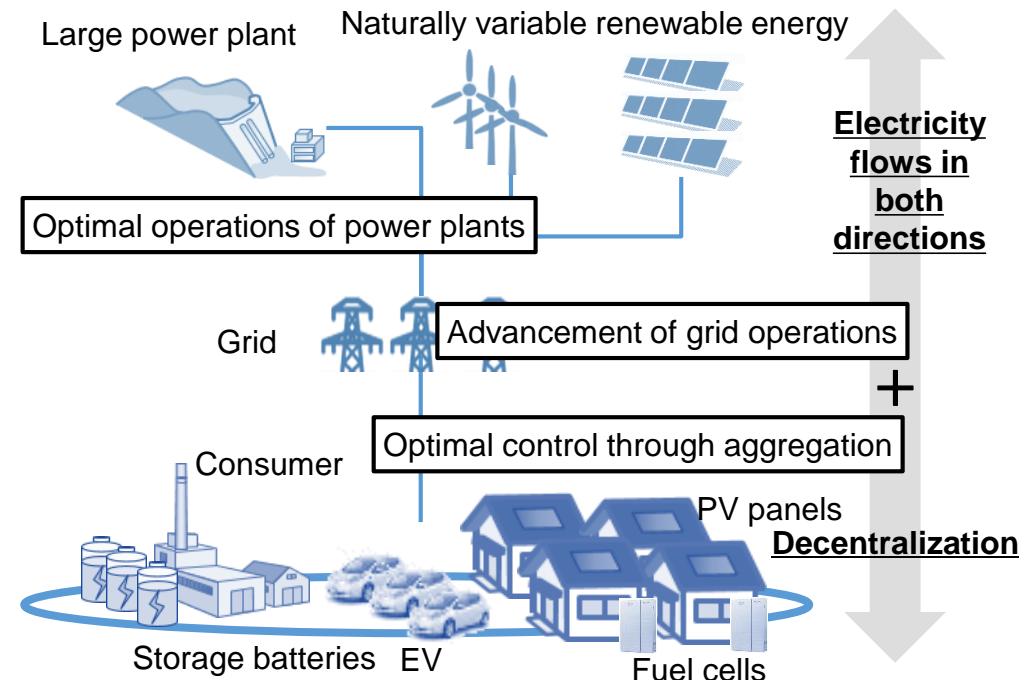 Large power plant
Naturally variable renewable energy
Electricity
flows in
both
directions
Optimal operations of power plants
Grid
Advancement of grid operations
+
Optimal control through aggregation
Consumer
PV panels
Decentralization
Storage batteries
EV
Fuel cells